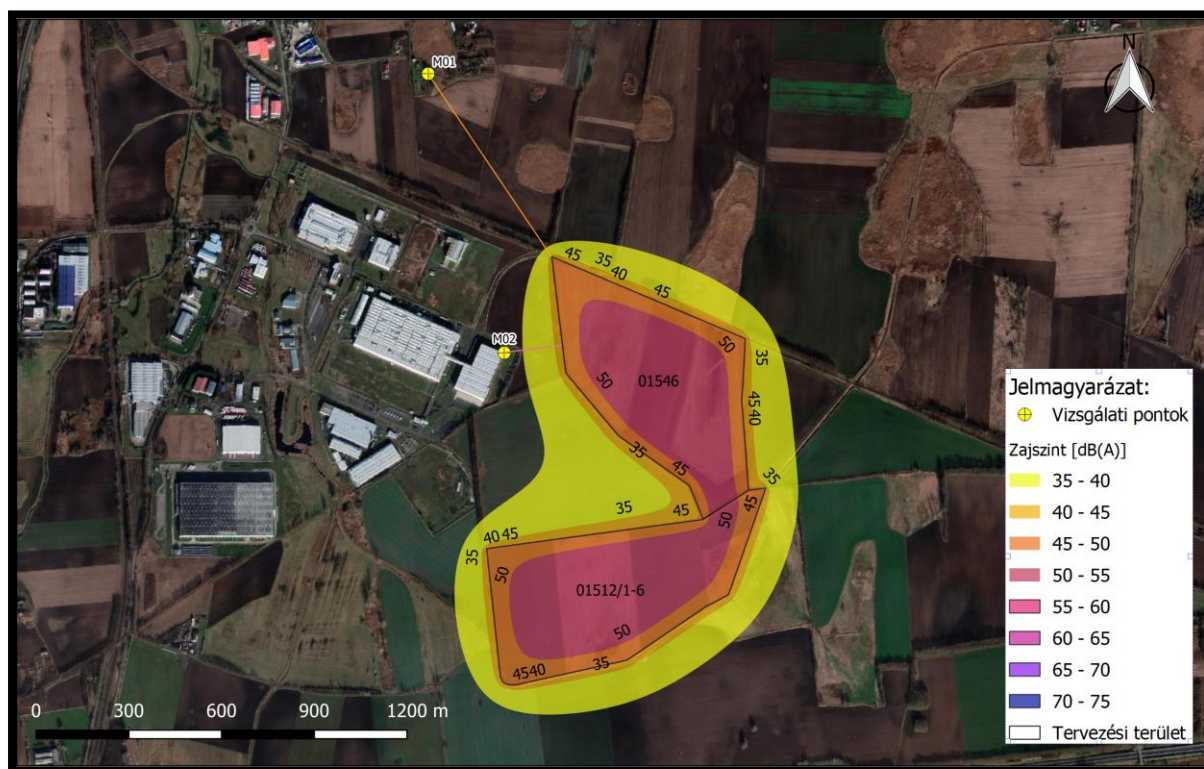 M01
N
45
35
40
45
M02
50
35
01546
50
45 40
35
45
35
50
45
35
45
40 45
35
50
01512/1-6
50
35
45 40
0 300 600 900 1200 m
Jelmagyarázat:
Vizsgálati pontok
Zajszint [dB(A)]
35 - 40
40 - 45
45 - 50
50 - 55
55 - 60
60 - 65
65 - 70
70 - 75
Tervezési terület